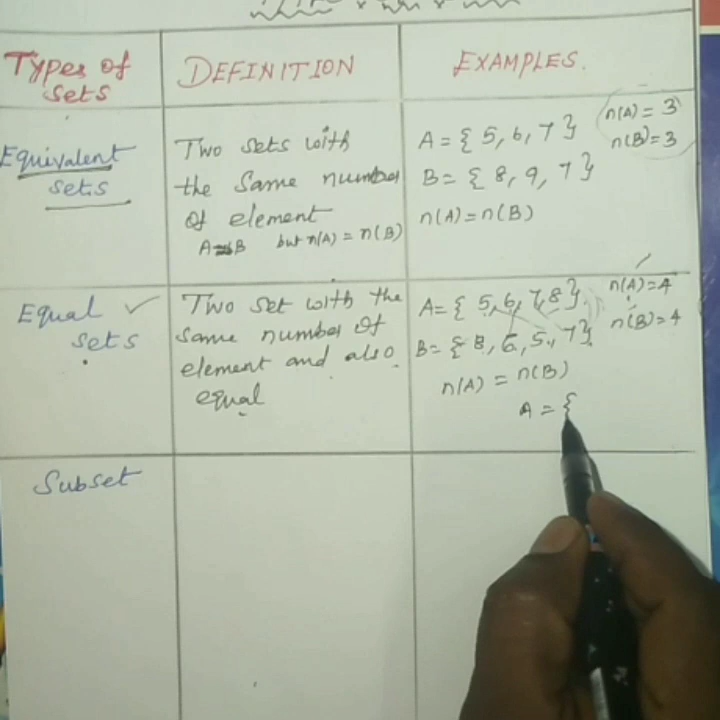 Types of
sets
DEFINITION
EXAMPLES.
Equivalent
sets
Two sets with
the same number
of element
but n(A) = n(B)
A = { 5, 6, 7 }
B = { 8, 9, 7 }
n(A) = n(B)
n(A) = 3
n(B) = 3
Equal ✓
sets
Two set with the
same number of
element and also
equal
A = { 5, 6, 7, 8 }
B = { 8, 6, 5, 7 }
n(A) = n(B)
A = {
n(A) = 4
n(B) = 4
Subset